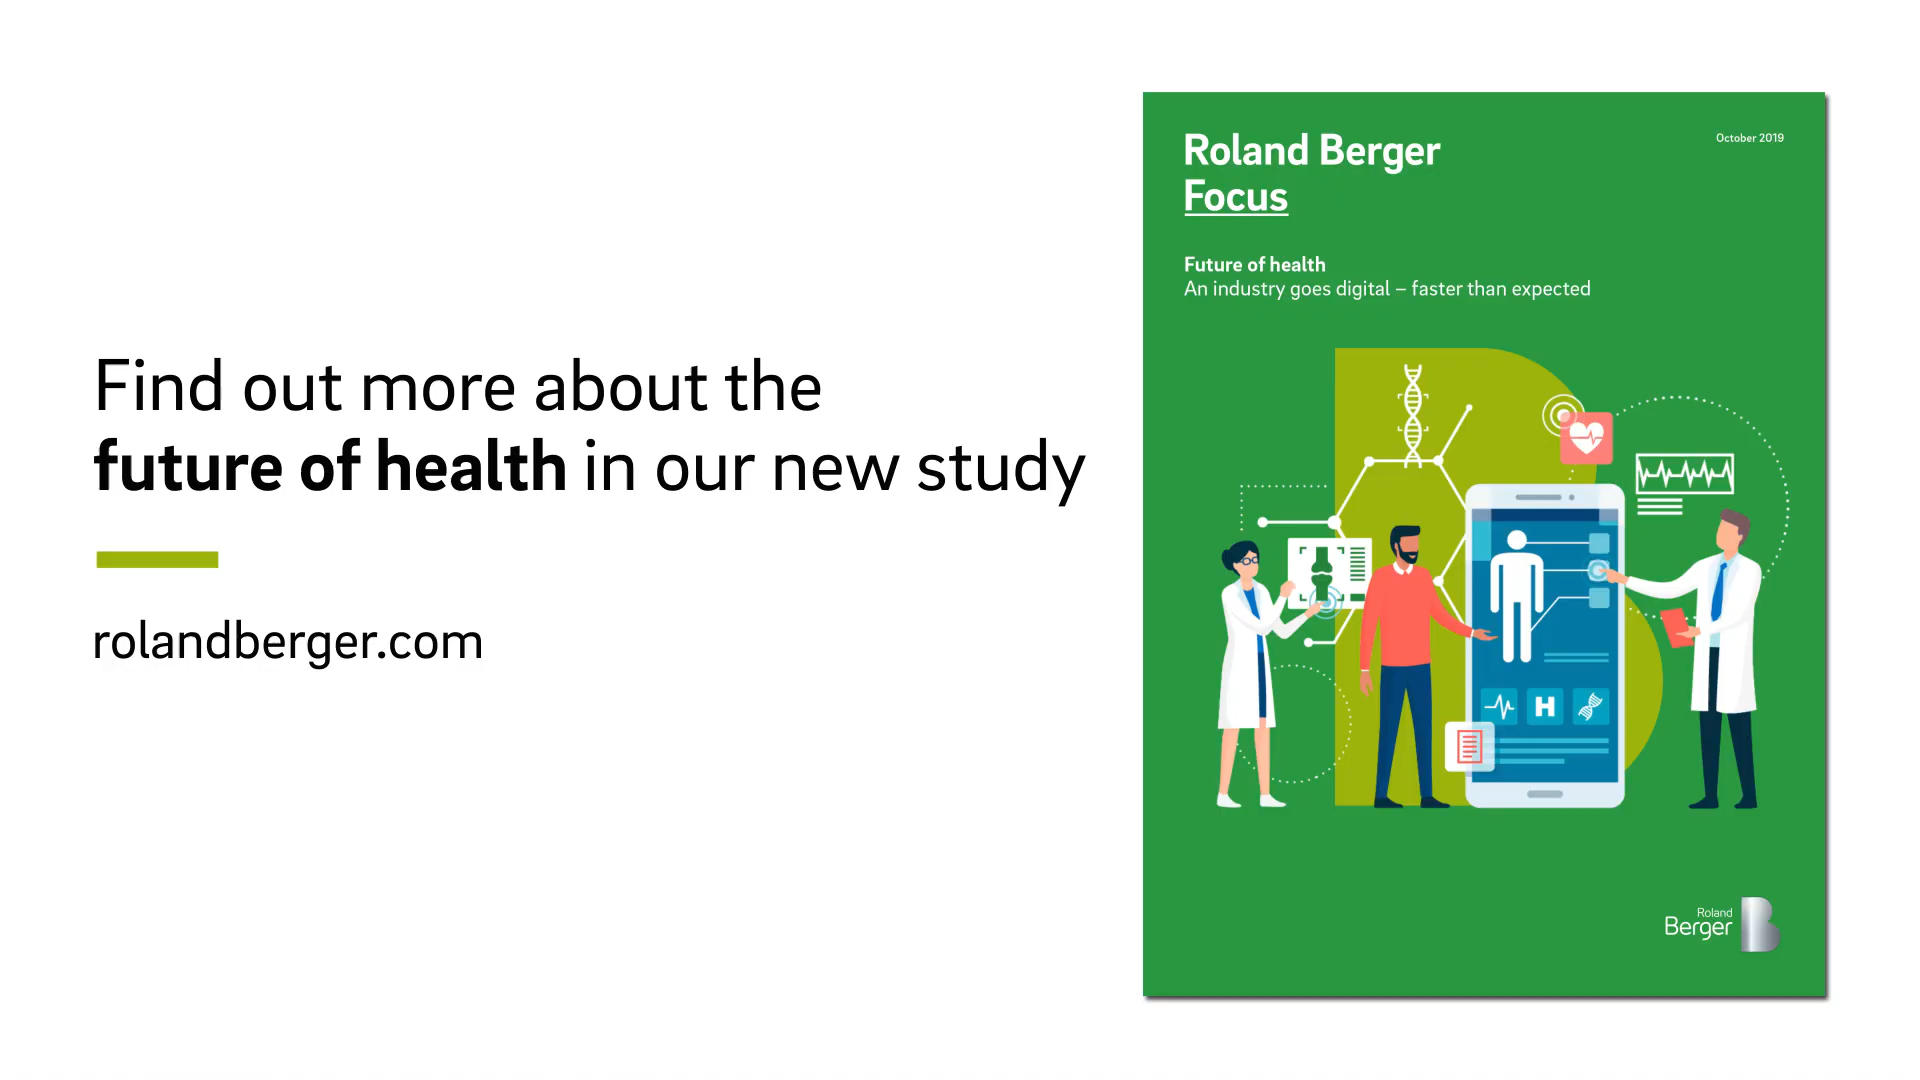 Find out more about the
future of health in our new study
rolandberger.com
Roland Berger
Focus
October 2019
Future of health
An industry goes digital – faster than expected
H
Roland
Berger
B